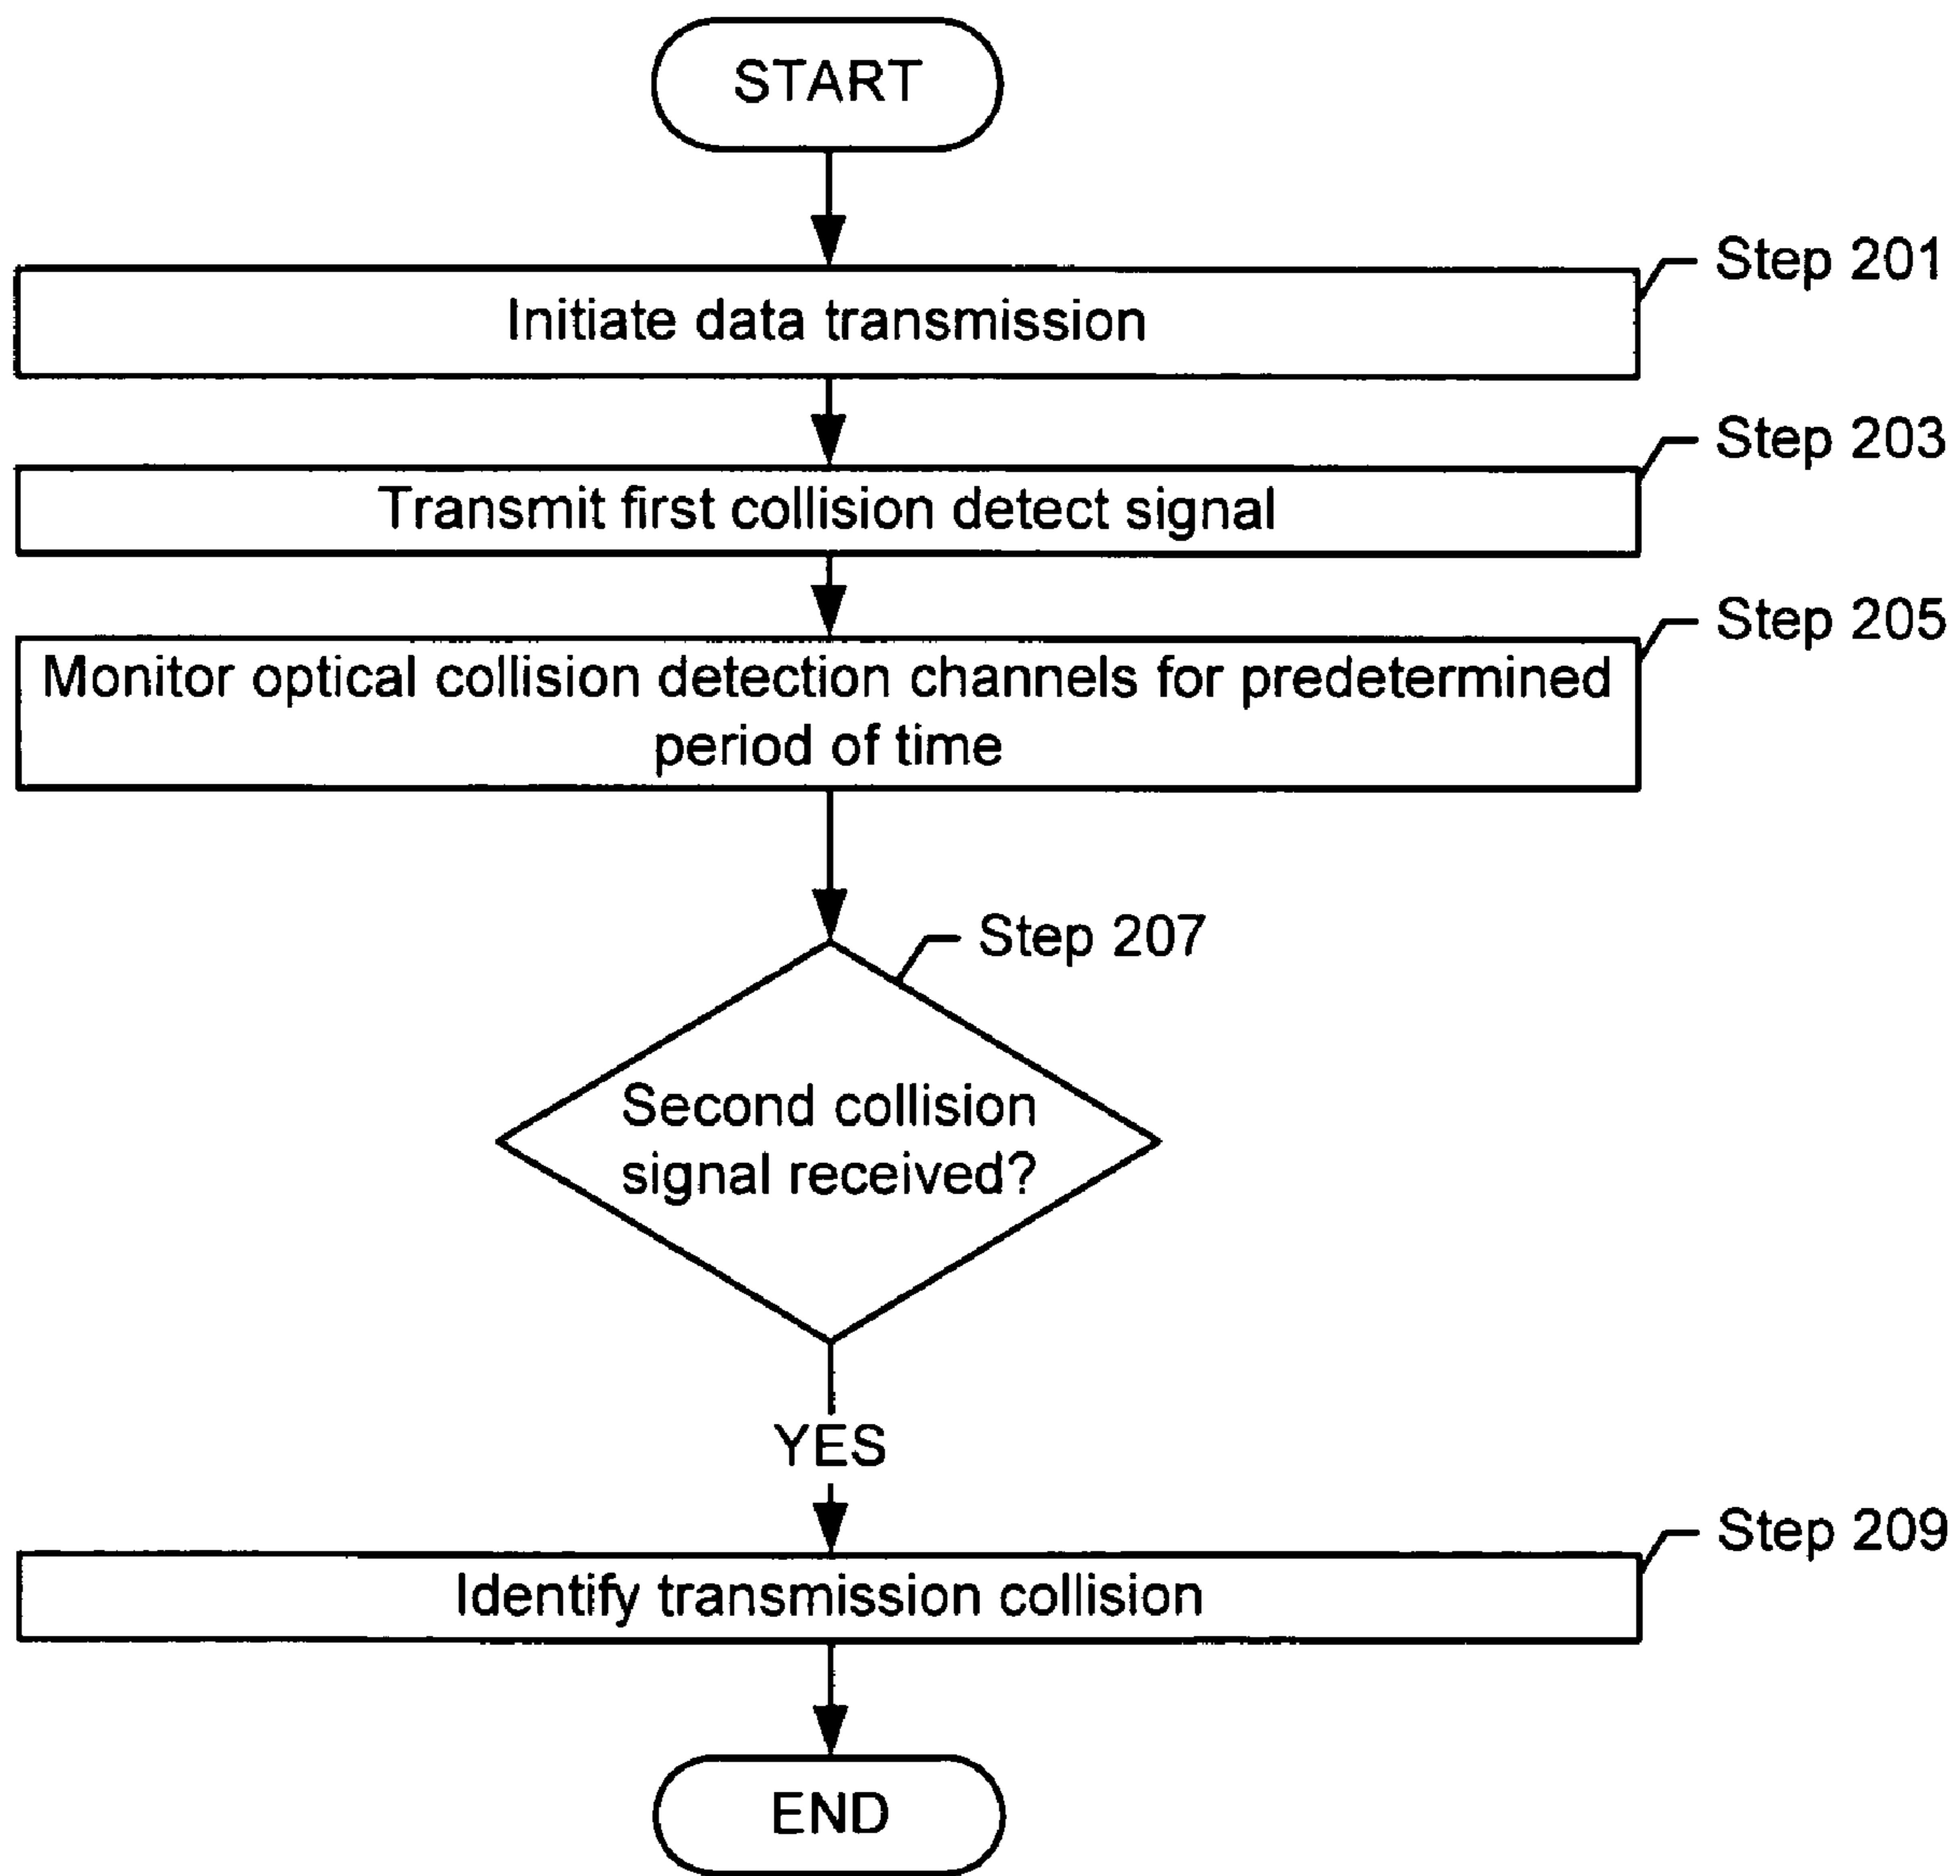 START
Step 201
Initiate data transmission
Step 203
Transmit first collision detect signal
Step 205
Monitor optical collision detection channels for predetermined
period of time
Step 207
Second collision
signal received?
YES
Step 209
Identify transmission collision
END